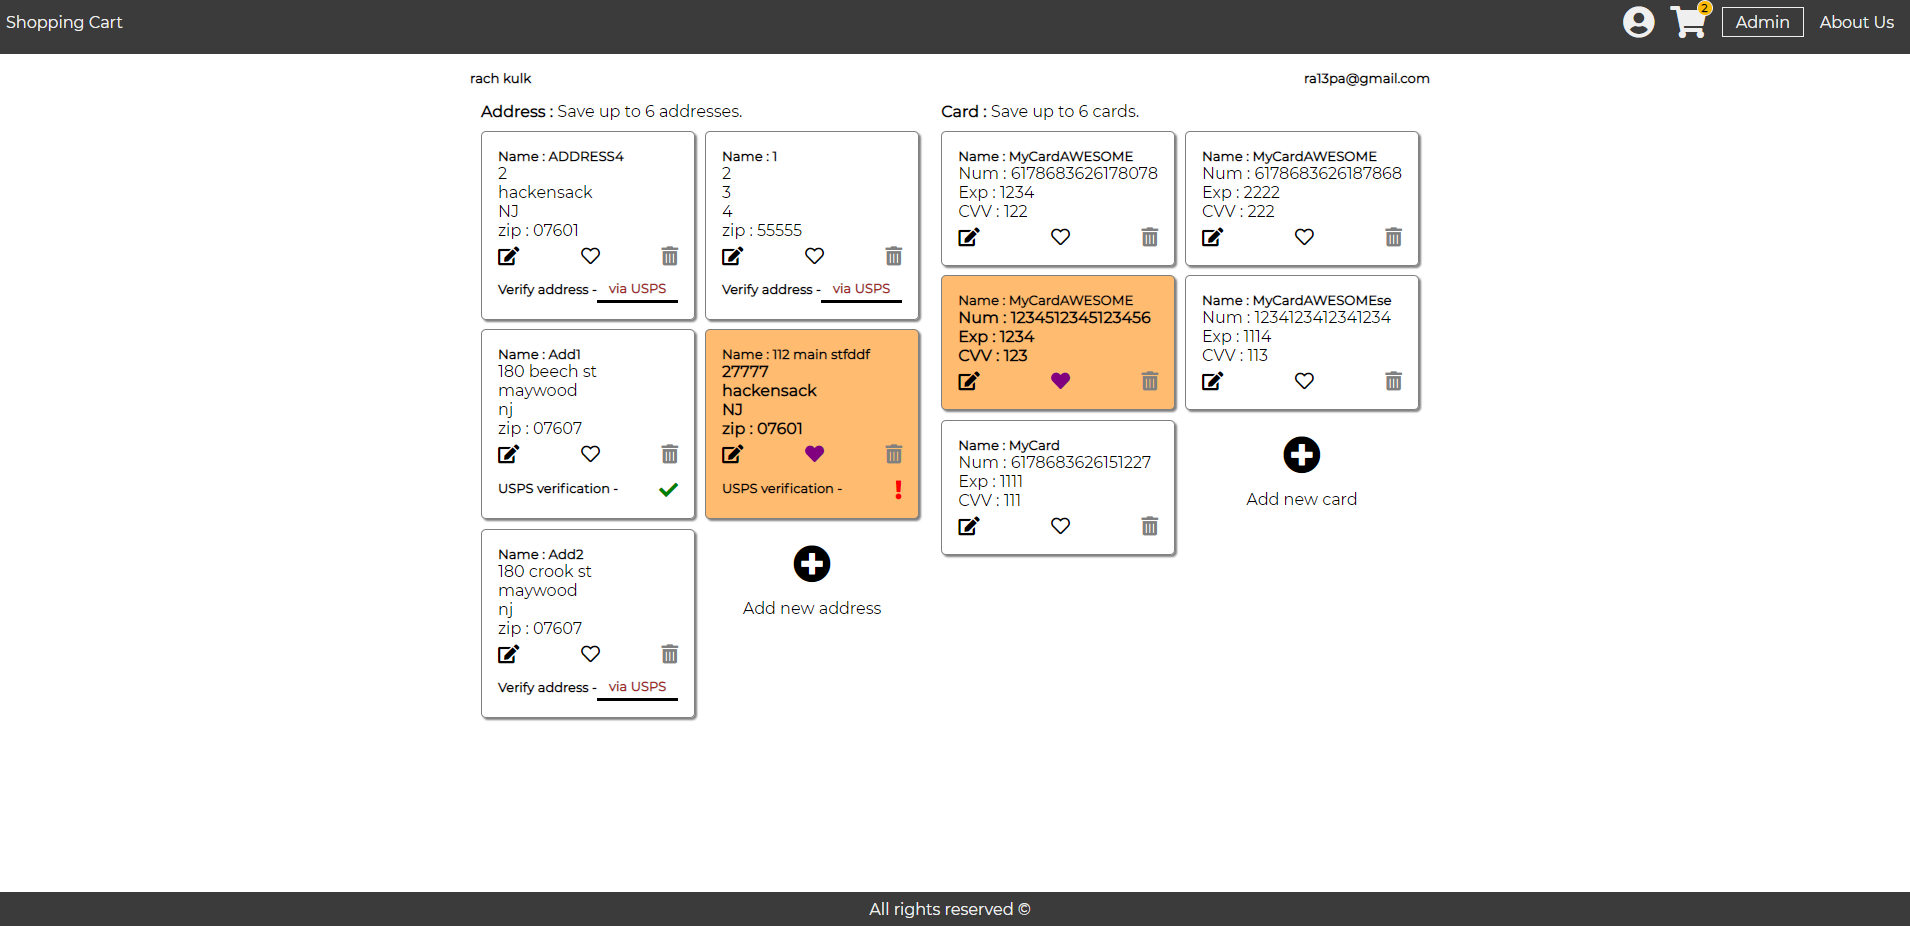 Shopping Cart
2
Admin
About Us
rach kulk
ra13pa@gmail.com
Address : Save up to 6 addresses.
Name : ADDRESS4
2
hackensack
NJ
zip : 07601
Verify address - via USPS
Name : 1
2
3
4
zip : 55555
Verify address - via USPS
Name : Add1
180 beech st
maywood
nj
zip : 07607
USPS verification -
Name : 112 main stfddf
27777
hackensack
NJ
zip : 07601
USPS verification -
Name : Add2
180 crook st
maywood
nj
zip : 07607
Verify address - via USPS
Add new address
Card : Save up to 6 cards.
Name : MyCardAWESOME
Num : 6178683626178078
Exp : 1234
CVV : 122
Name : MyCardAWESOME
Num : 6178683626187868
Exp : 2222
CVV : 222
Name : MyCardAWESOME
Num : 1234512345123456
Exp : 1234
CVV : 123
Name : MyCardAWESOMEse
Num : 1234123412341234
Exp : 1114
CVV : 113
Name : MyCard
Num : 6178683626151227
Exp : 1111
CVV : 111
Add new card
All rights reserved ©